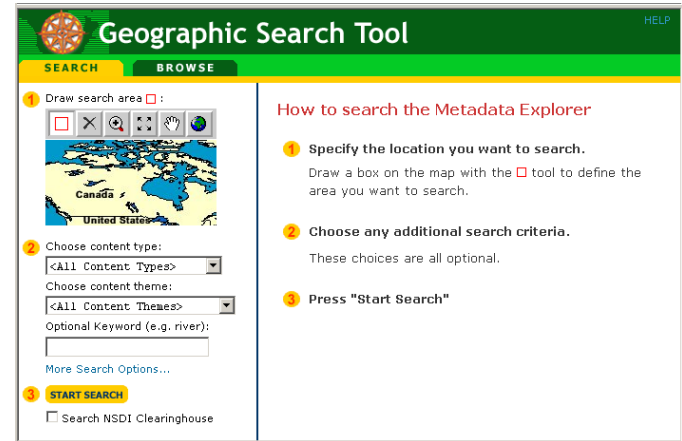 Geographic Search Tool
HELP
SEARCH
BROWSE
1 Draw search area :
Canada
United States
2 Choose content type:
<All Content Types>
Choose content theme:
<All Content Themes>
Optional Keyword (e.g. river):
More Search Options...
3 START SEARCH
Search NSDI Clearinghouse
How to search the Metadata Explorer
1 Specify the location you want to search.
Draw a box on the map with the tool to define the
area you want to search.
2 Choose any additional search criteria.
These choices are all optional.
3 Press "Start Search"